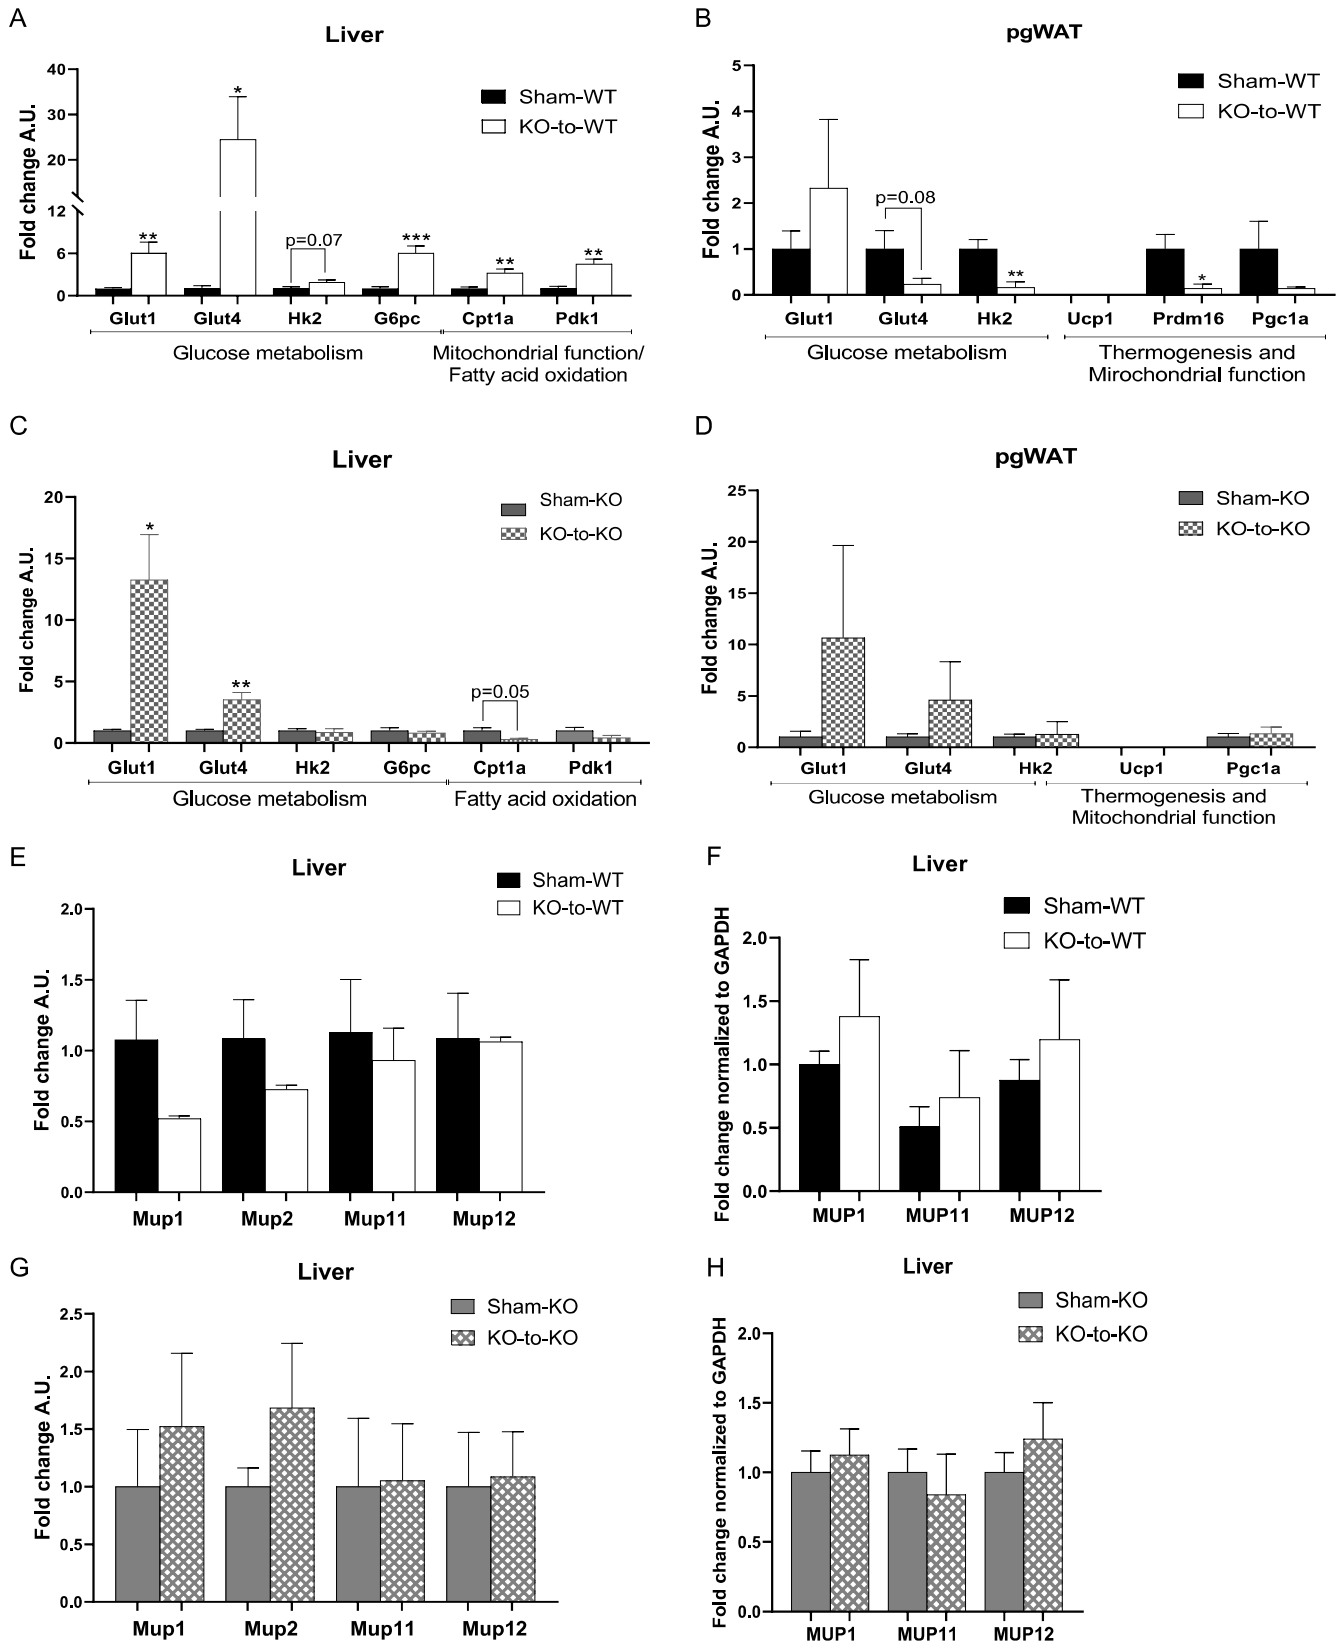 A
Liver
Fold change A.U.
40
30
20
12
6
0
Sham-WT
KO-to-WT
**
*
p=0.07
***
**
**
Glut1 Glut4 Hk2 G6pc Cpt1a Pdk1
Glucose metabolism
Mitochondrial function/
Fatty acid oxidation
B
pgWAT
Fold change A.U.
5
4
3
2
1
0
Sham-WT
KO-to-WT
p=0.08
**
*
Glut1 Glut4 Hk2 Ucp1 Prdm16 Pgc1a
Glucose metabolism
Thermogenesis and
Mirochondrial function
C
Liver
Fold change A.U.
20
15
10
5
0
Sham-KO
KO-to-KO
*
**
p=0.05
Glut1 Glut4 Hk2 G6pc Cpt1a Pdk1
Glucose metabolism
Fatty acid oxidation
D
pgWAT
Fold change A.U.
25
20
15
10
5
0
Sham-KO
KO-to-KO
Glut1 Glut4 Hk2 Ucp1 Pgc1a
Glucose metabolism
Thermogenesis and
Mitochondrial function
E
Liver
Fold change A.U.
2.0
1.5
1.0
0.5
0.0
Sham-WT
KO-to-WT
Mup1 Mup2 Mup11 Mup12
F
Liver
Fold change normalized to GAPDH
2.0
1.5
1.0
0.5
0.0
Sham-WT
KO-to-WT
MUP1 MUP11 MUP12
G
Liver
Fold change A.U.
2.5
2.0
1.5
1.0
0.5
0.0
Sham-KO
KO-to-KO
Mup1 Mup2 Mup11 Mup12
H
Liver
Fold change normalized to GAPDH
2.0
1.5
1.0
0.5
0.0
Sham-KO
KO-to-KO
MUP1 MUP11 MUP12